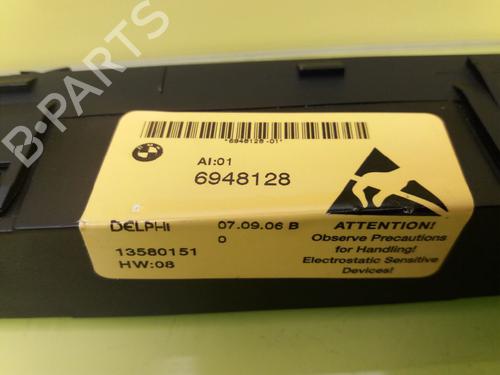 B-PARTS
*6948128-01*
BMW
AI:01
6948128
DELPHI 07.09.06 B
0
13580151
HW:08
ATTENTION!
Observe Precautions
for Handling!
Electrostatic Sensitive
Devices!